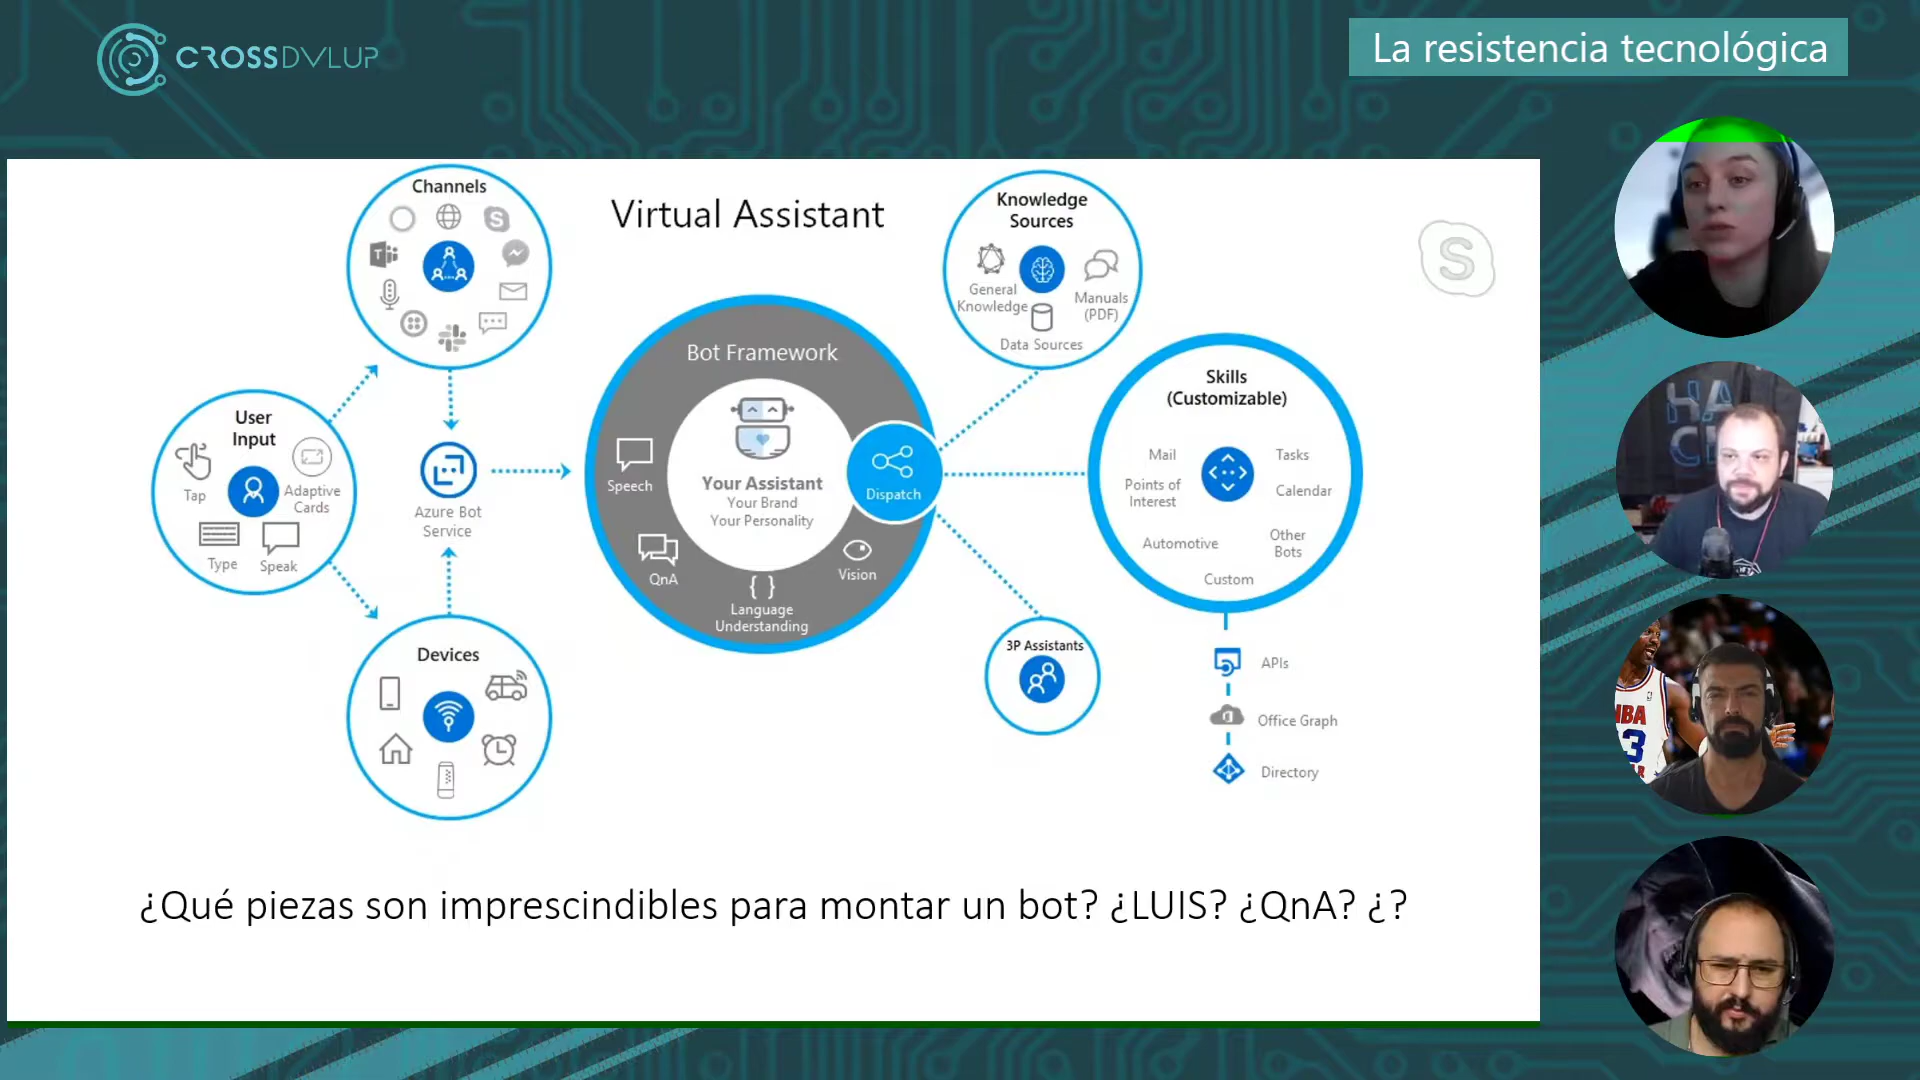 CROSSDVLUP
La resistencia tecnológica
Virtual Assistant
Channels
User
Input
Tap
Adaptive
Cards
Type
Speak
Azure Bot
Service
Devices
Bot Framework
Speech
QnA
Language
Understanding
Vision
Your Assistant
Your Brand
Your Personality
Dispatch
Knowledge
Sources
General
Knowledge
Manuals
(PDF)
Data Sources
Skills
(Customizable)
Mail
Tasks
Points of
Interest
Calendar
Automotive
Other
Bots
Custom
3P Assistants
APIs
Office Graph
Directory
¿Qué piezas son imprescindibles para montar un bot? ¿LUIS? ¿QnA? ¿?
HA
NBA
3